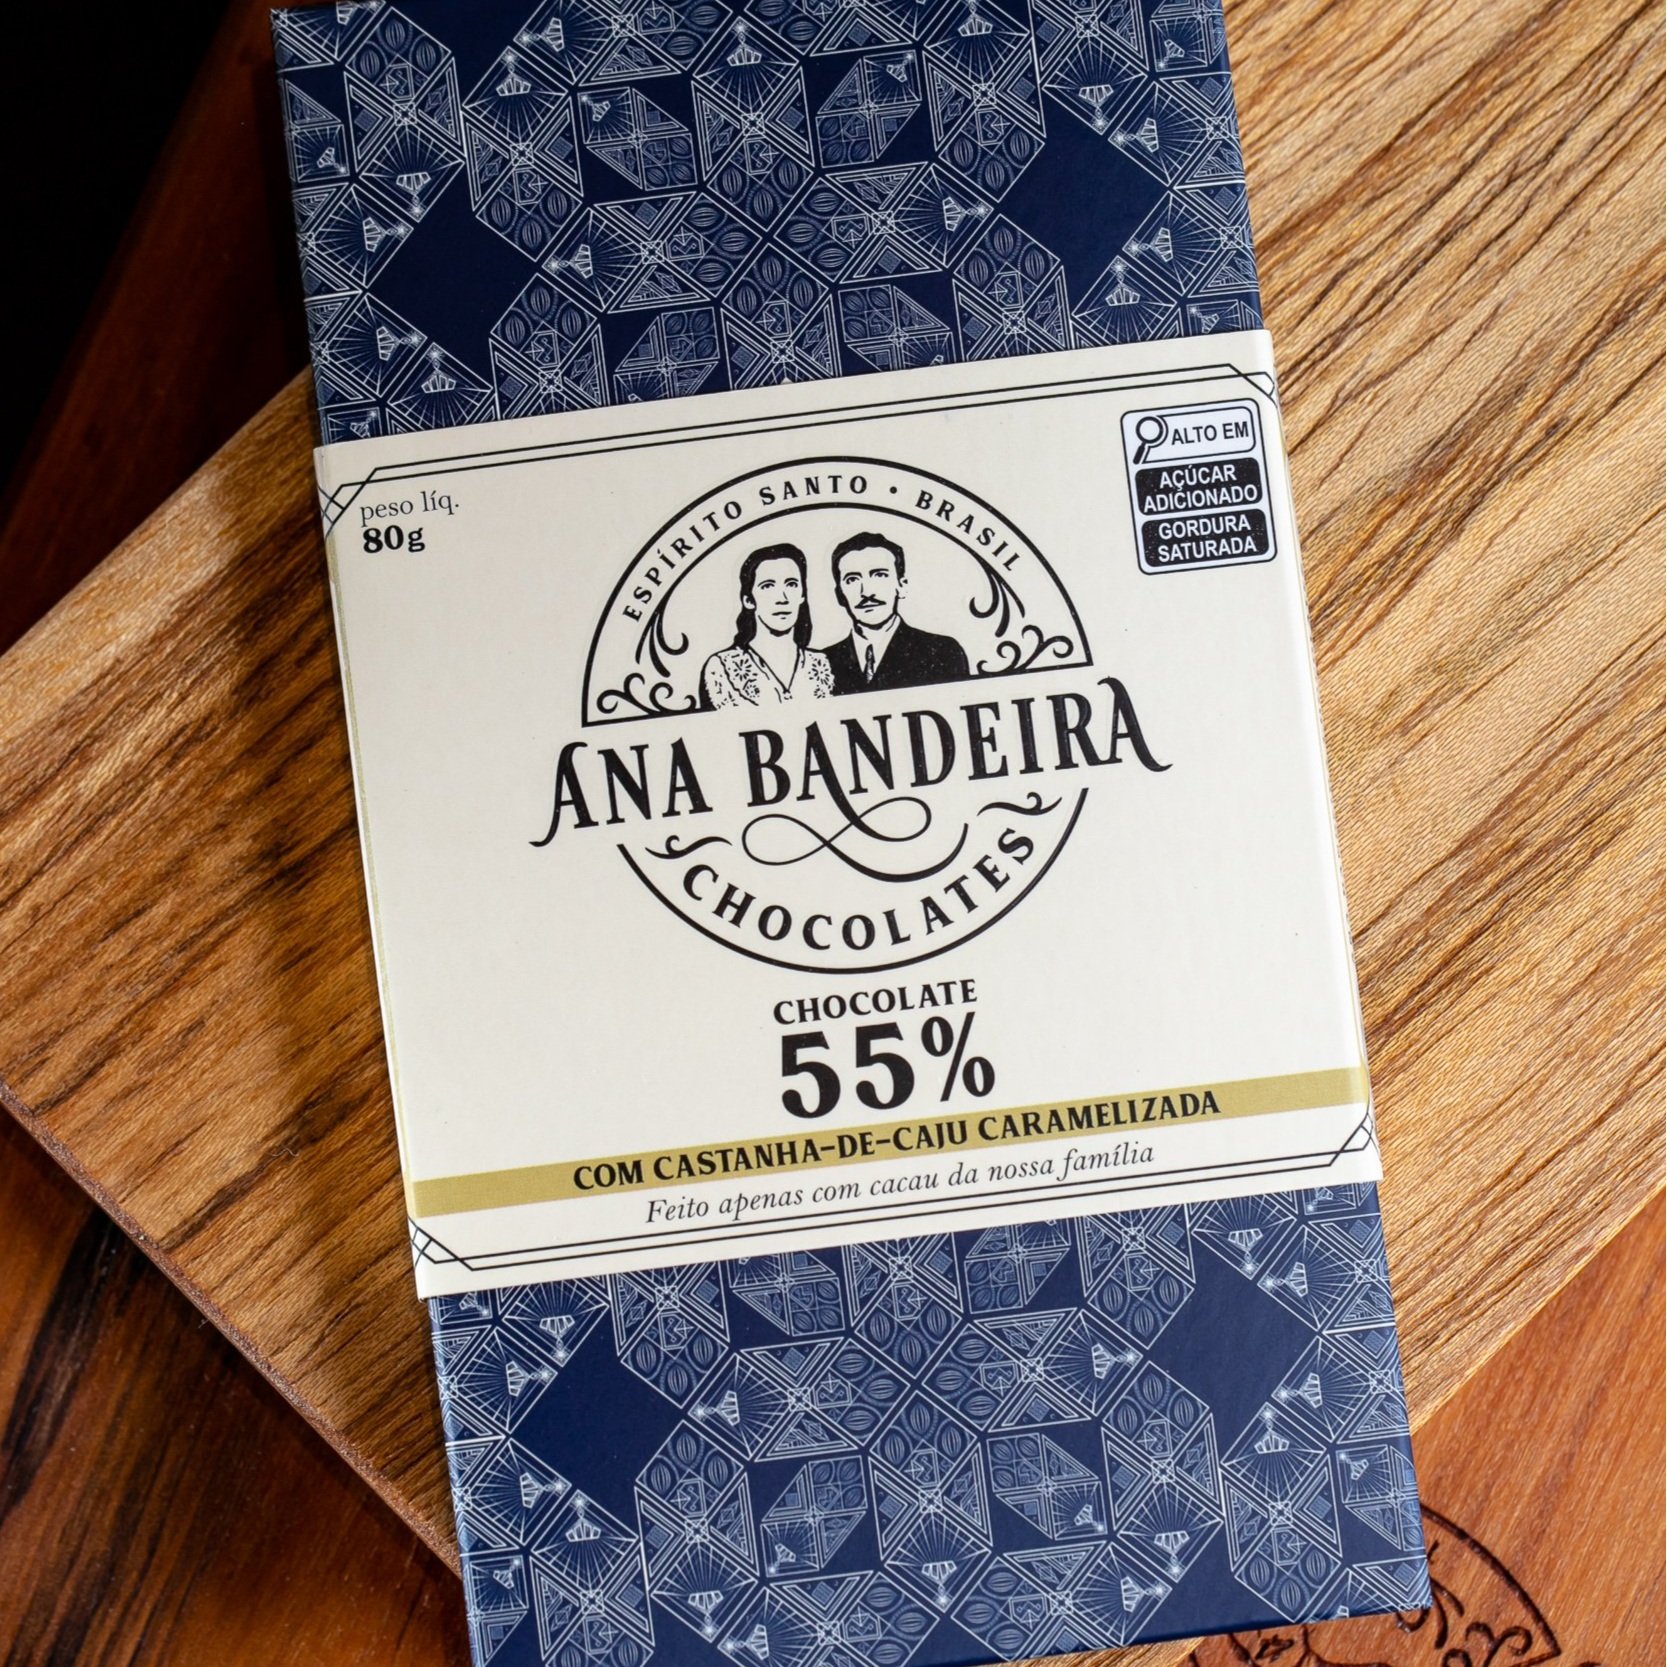 peso líq.
80g
ALTO EM
AÇÚCAR
ADICIONADO
GORDURA
SATURADA
ESPÍRITO SANTO • BRASIL
ANA BANDEIRA
CHOCOLATES
CHOCOLATE
55%
COM CASTANHA-DE-CAJU CARAMELIZADA
Feito apenas com cacau da nossa família